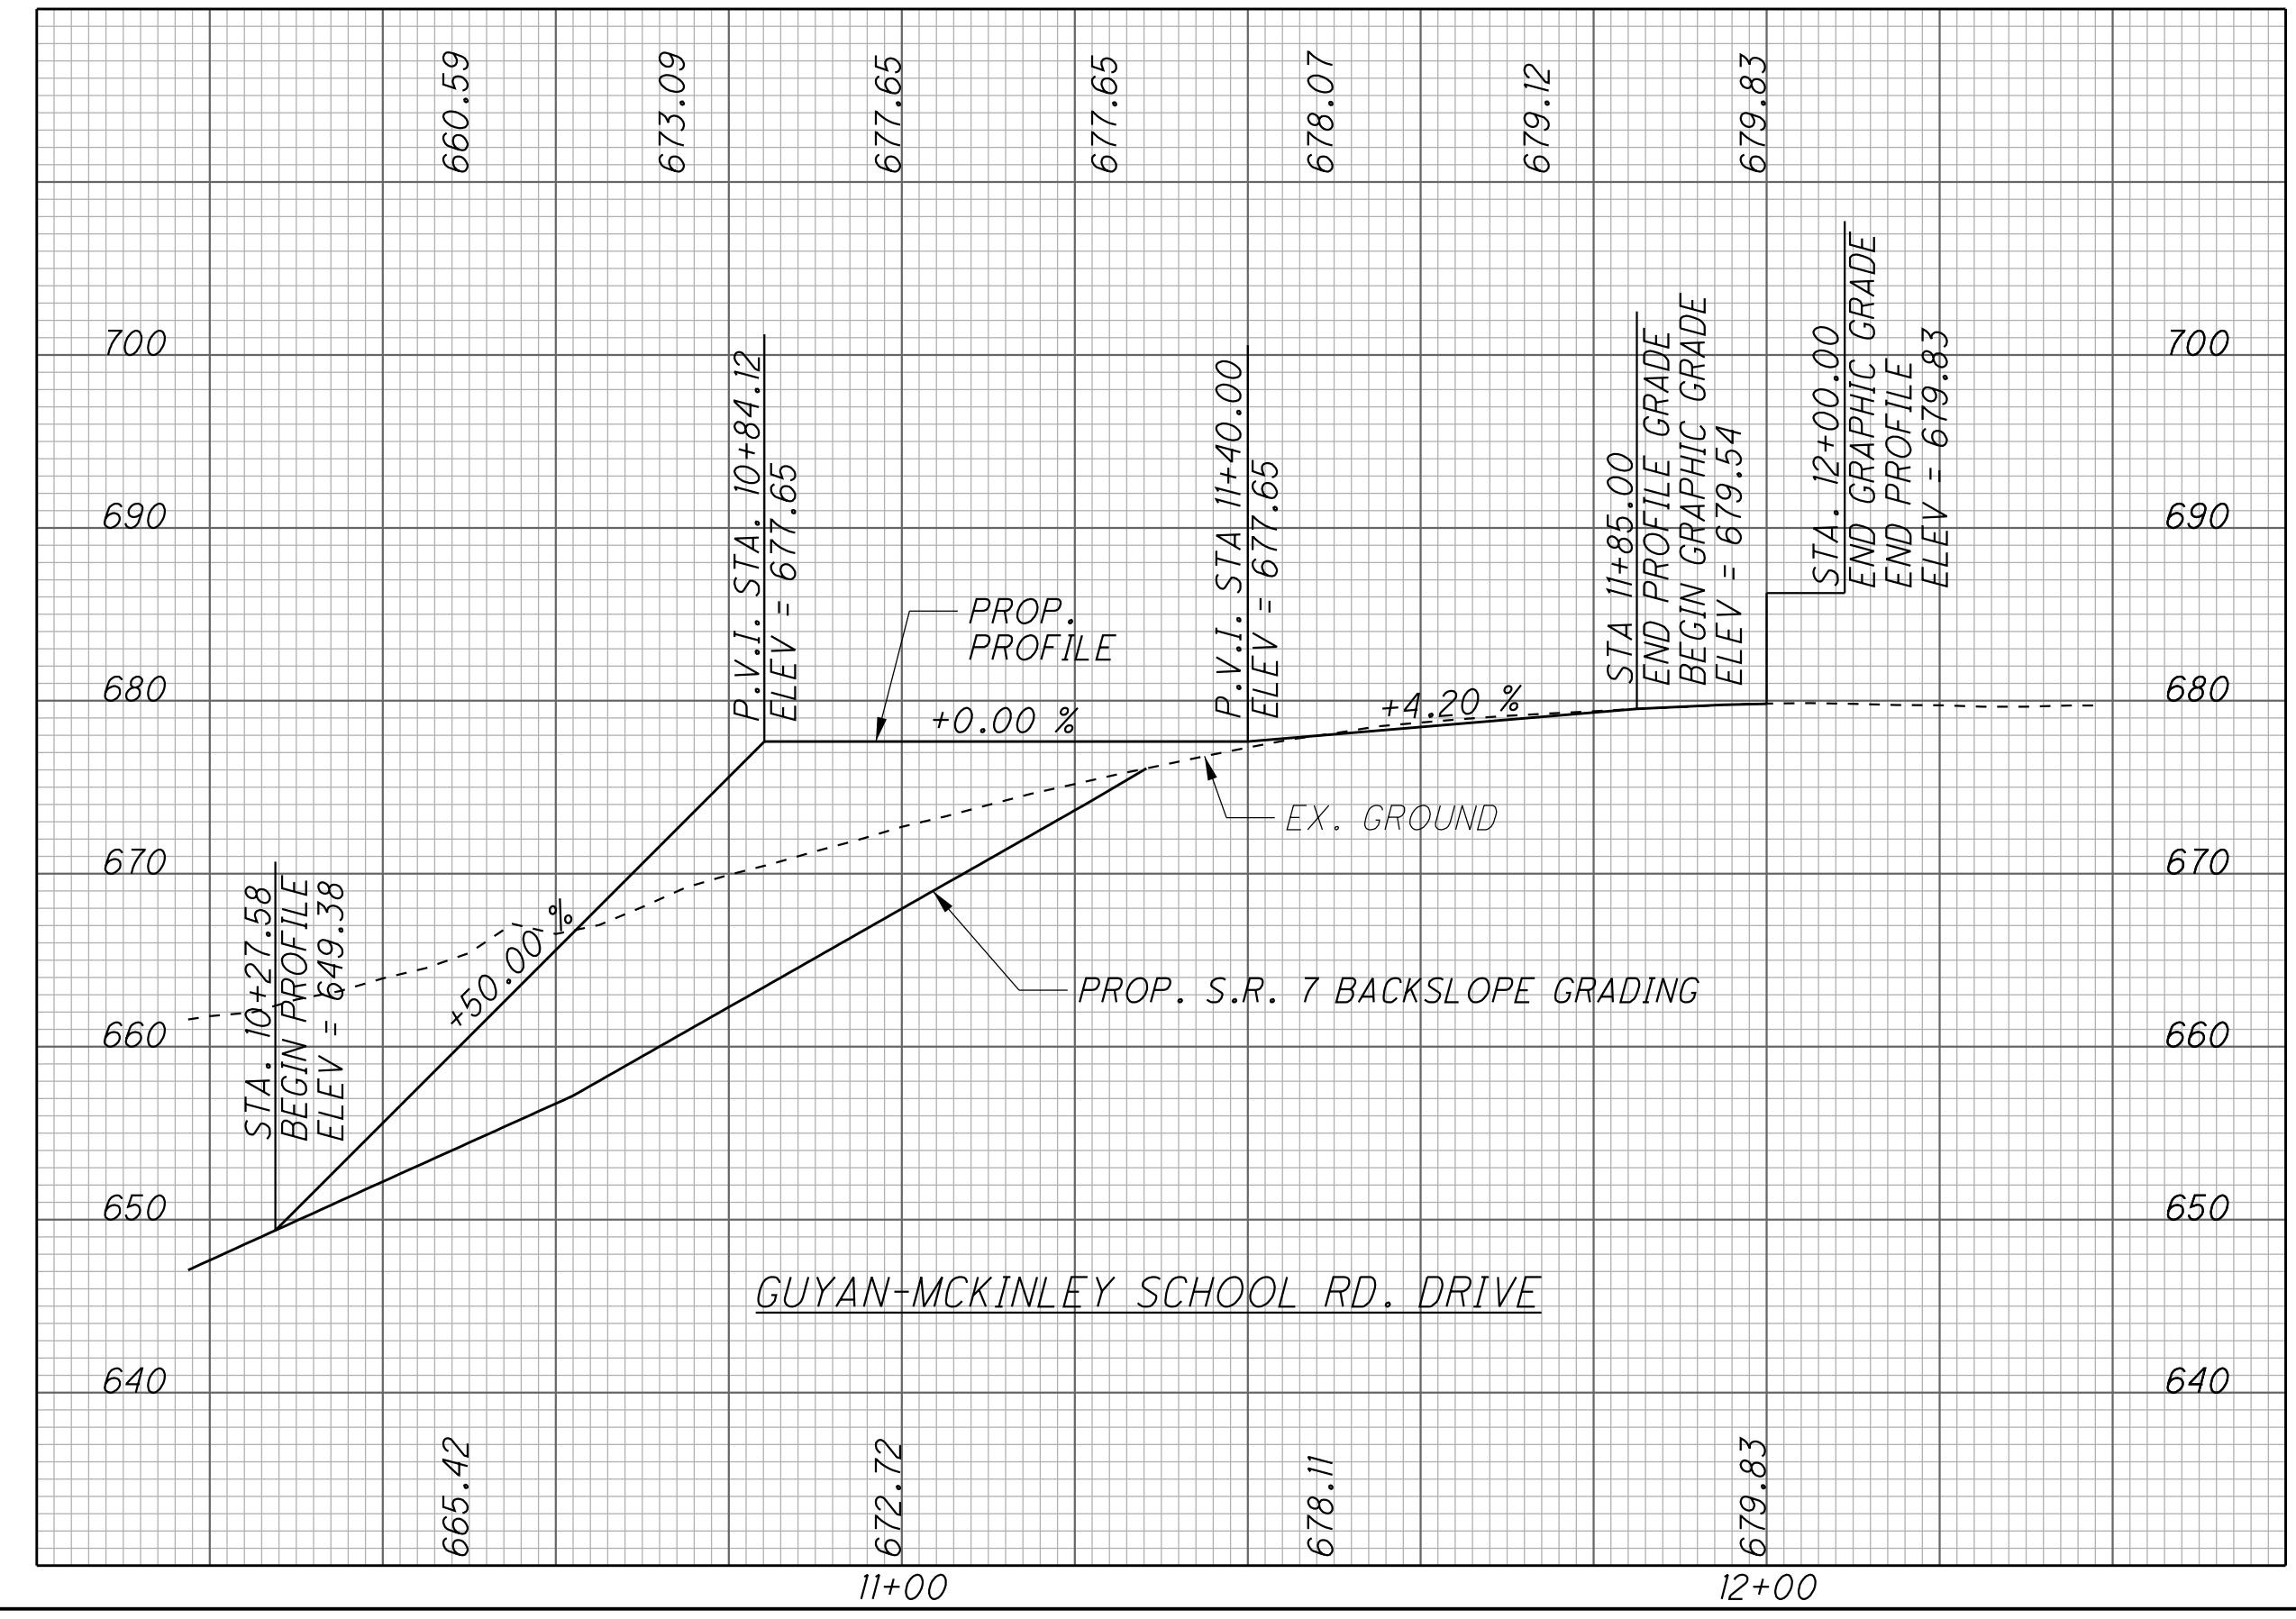 660.59
673.09
677.65
677.65
678.07
679.12
679.83
700
700
690
690
680
680
670
670
660
660
650
650
640
640
STA. 10+27.58
BEGIN PROFILE
ELEV = 649.38
+50.00 %
P.V.I. STA. 10+84.12
ELEV = 677.65
PROP.
PROFILE
+0.00 %
P.V.I. STA 11+40.00
ELEV = 677.65
+4.20 %
STA 11+85.00
END PROFILE GRADE
BEGIN GRAPHIC GRADE
ELEV = 679.54
STA. 12+00.00
END GRAPHIC GRADE
END PROFILE
ELEV = 679.83
EX. GROUND
PROP. S.R. 7 BACKSLOPE GRADING
GUYAN-MCKINLEY SCHOOL RD. DRIVE
665.42
672.72
678.11
679.83
11+00
12+00